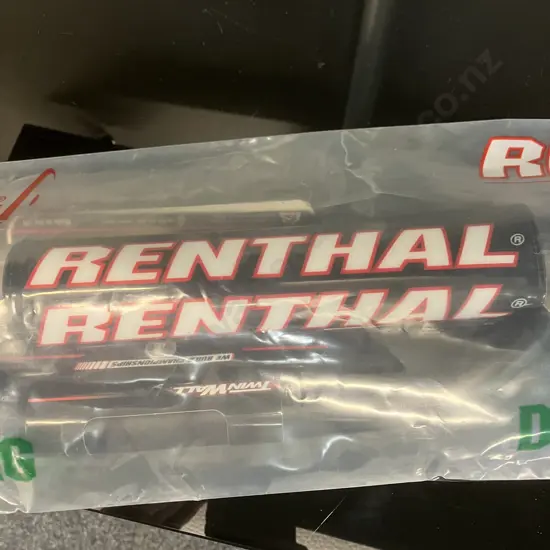 RENTHAL®
RENTHAL®
WE BUILD CHAMPIONSHIPS
TWINWALL